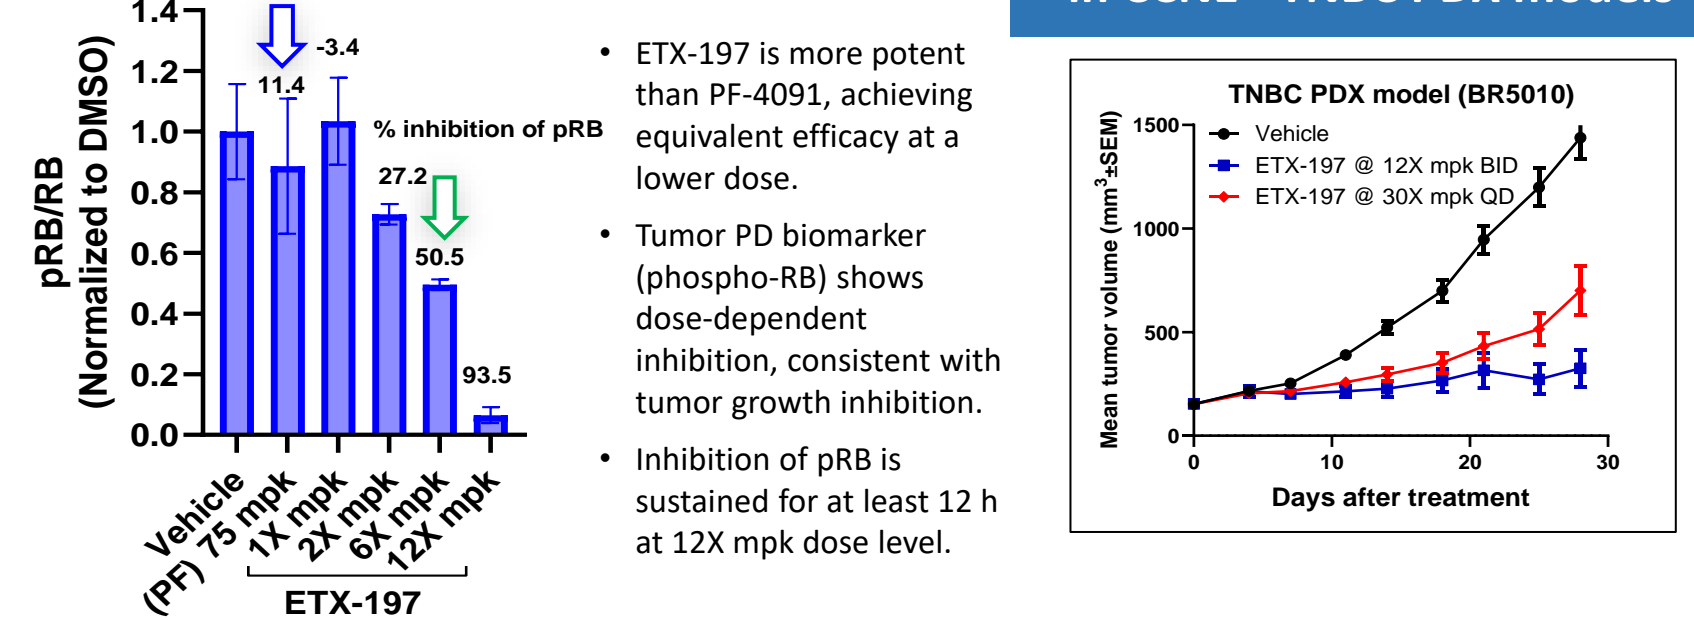 1.4
1.2
1.0
0.8
0.6
0.4
0.2
0.0
pRB/RB
(Normalized to DMSO)
11.4
-3.4
% inhibition of pRB
27.2
50.5
93.5
Vehicle
(PF) 75 mpk
1X mpk
2X mpk
6X mpk
12X mpk
ETX-197
• ETX-197 is more potent
than PF-4091, achieving
equivalent efficacy at a
lower dose.
• Tumor PD biomarker
(phospho-RB) shows
dose-dependent
inhibition, consistent with
tumor growth inhibition.
• Inhibition of pRB is
sustained for at least 12 h
at 12X mpk dose level.
TNBC PDX model (BR5010)
Vehicle
ETX-197 @ 12X mpk BID
ETX-197 @ 30X mpk QD
Mean tumor volume (mm³±SEM)
1500
1000
500
0
0 10 20 30
Days after treatment